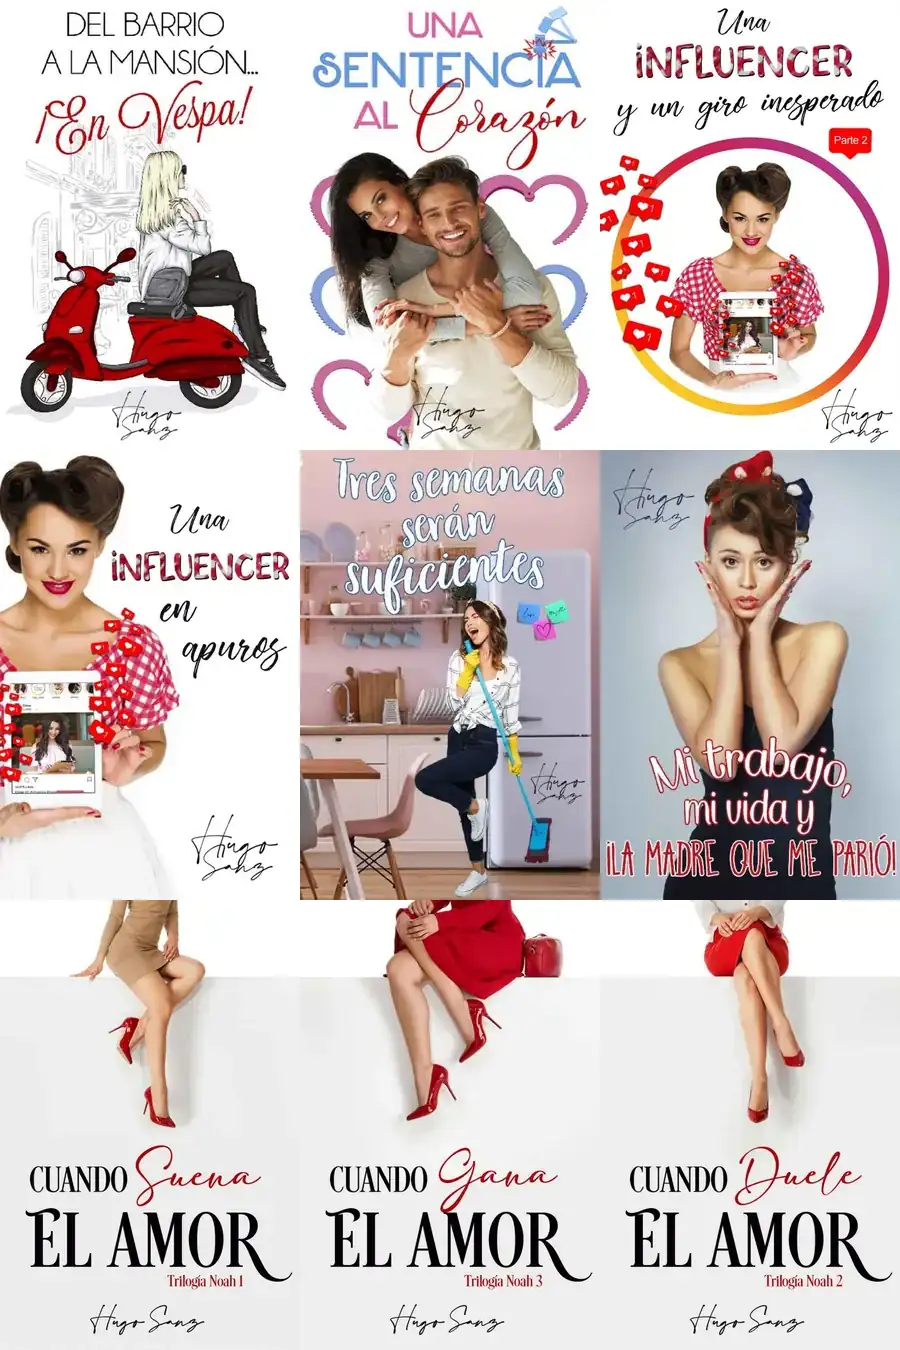 DEL BARRIO
A LA MANSIÓN...
¡En Vespa!
Hugo
Sanz
UNA
SENTENCIA
AL Corazón
Hugo
Sanz
Una
INFLUENCER
y un giro inesperado
Parte 2
Hugo
Sanz
Una
INFLUENCER
en
apuros
Hugo
Sanz
Tres semanas
serán
suficientes
Hugo
Sanz
Hugo
Sanz
Mi trabajo,
mi vida y
¡LA MADRE QUE ME PARIÓ!
CUANDO Suena
EL AMOR
Trilogía Noah 1
Hugo Sanz
CUANDO Gana
EL AMOR
Trilogía Noah 3
Hugo Sanz
CUANDO Duele
EL AMOR
Trilogía Noah 2
Hugo Sanz